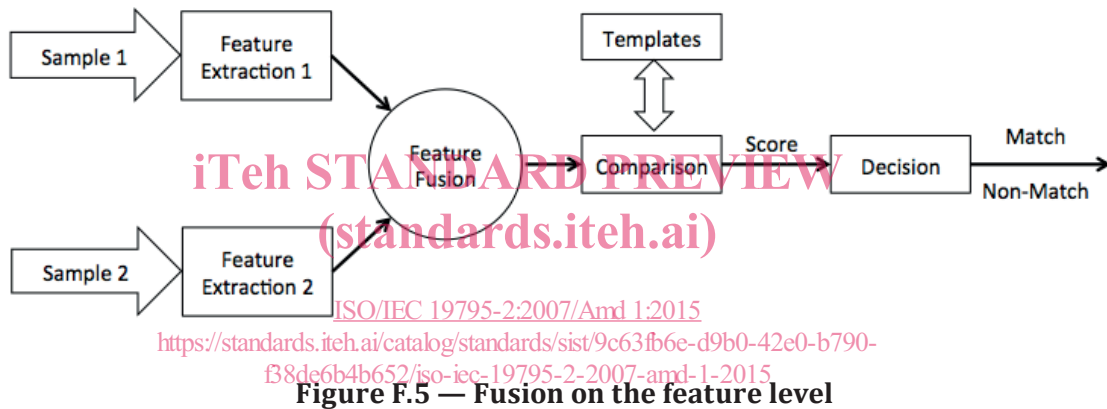 Templates
Sample 1
Feature
Extraction 1
Feature
Fusion
Comparison
Score
Decision
Match
Non-Match
iTeh STANDARD PREVIEW
(standards.iteh.ai)
Sample 2
Feature
Extraction 2
ISO/IEC 19795-2:2007/Amd 1:2015
https://standards.iteh.ai/catalog/standards/sist/9c63fb6e-d9b0-42e0-b790-
f38de6b4b652/iso-iec-19795-2-2007-amd-1-2015
Figure F.5 — Fusion on the feature level